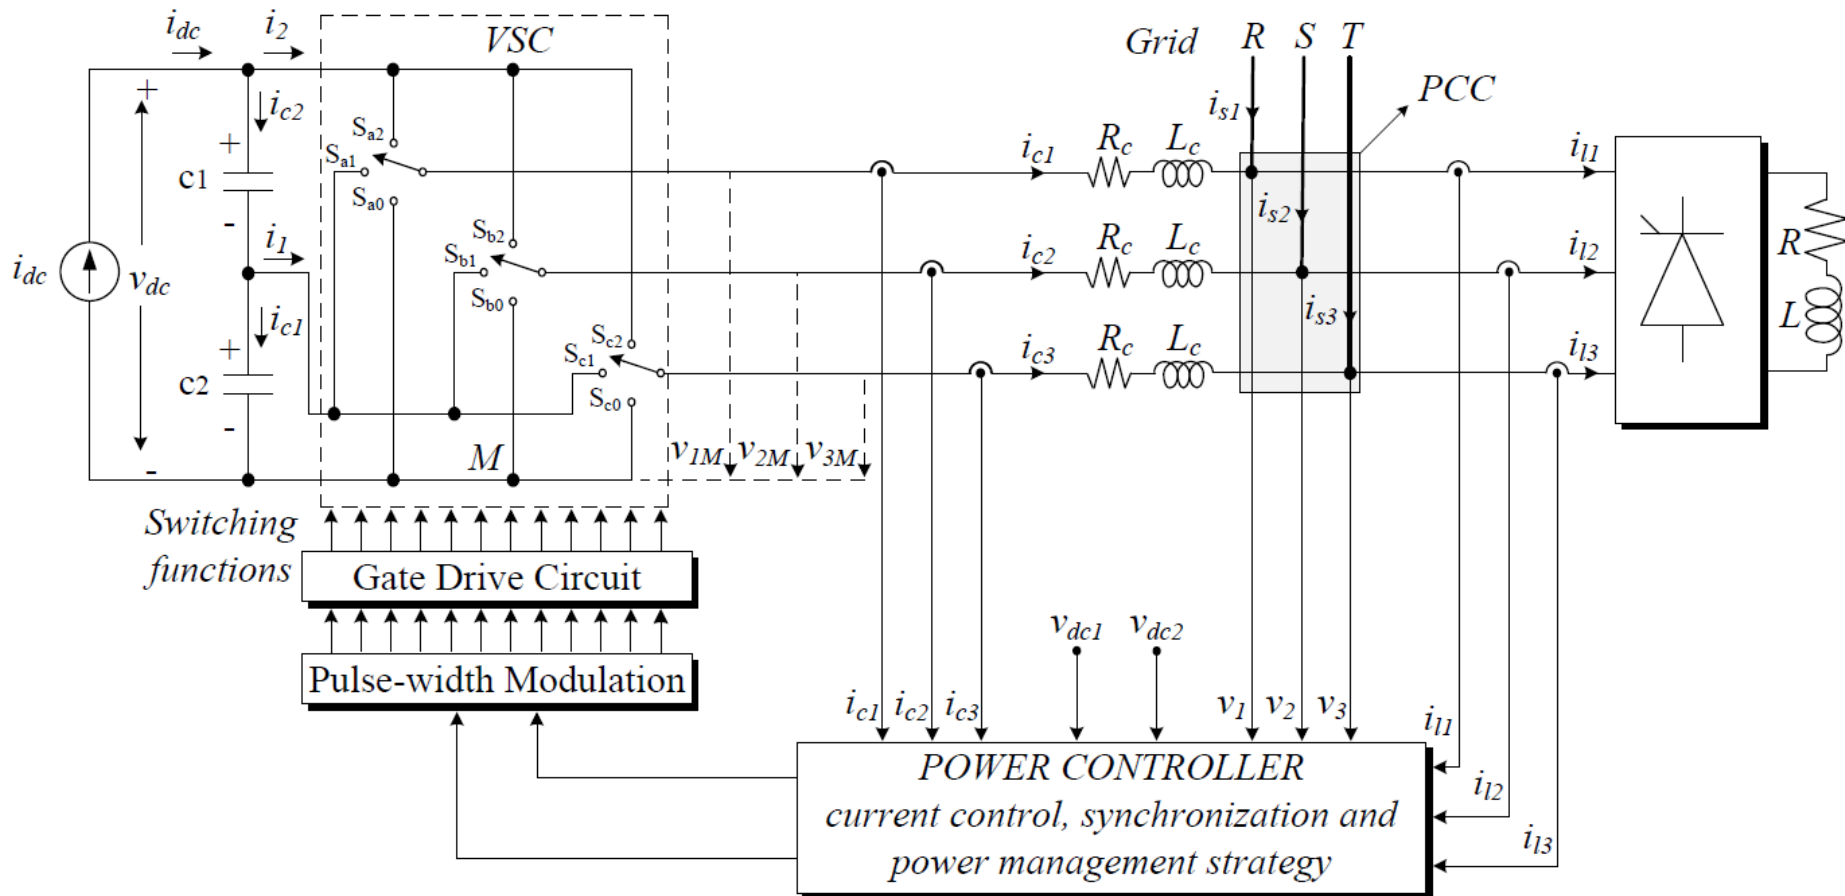 i_dc
i_2
VSC
Grid
R
S
T
PCC
+
i_c2
+
c1
-
i_s1
i_c1
R_c
L_c
i_l1
S_a2
S_a1
S_a0
i_1
i_s2
i_c2
R_c
L_c
i_l2
S_b2
S_b1
S_b0
R
i_dc
v_dc
i_c1
+
c2
-
i_s3
L
S_c2
S_c1
S_c0
i_c3
R_c
L_c
i_l3
-
M
v_1M
v_2M
v_3M
Switching
functions
Gate Drive Circuit
Pulse-width Modulation
v_dc1
v_dc2
i_c1
i_c2
i_c3
v_1
v_2
v_3
i_l1
i_l2
i_l3
POWER CONTROLLER
current control, synchronization and
power management strategy